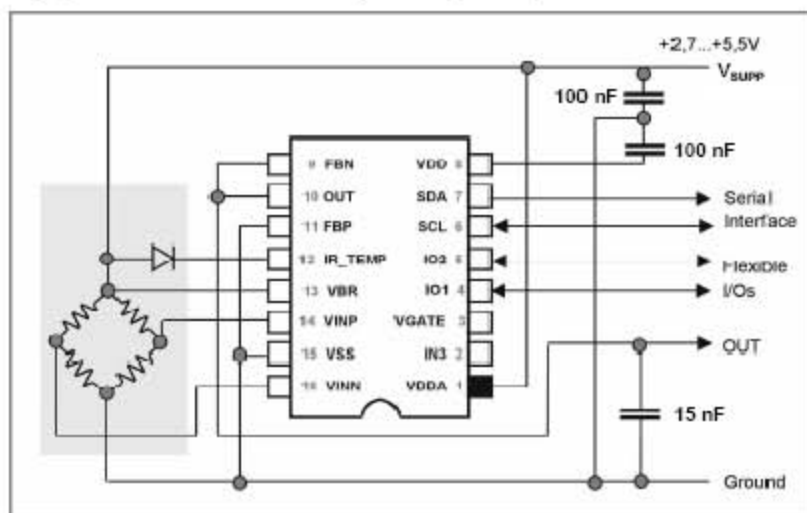 +2,7...+5,5V
VSUPP
100 nF
100 nF
9 FBN VDD 8
10 OUT SDA 7 Serial
11 FBP SCL 6 Interface
12 IR_TEMP IO2 5 Flexible
13 VBR IO1 4 I/Os
14 VINP VGATE 3
15 VSS IN3 2 OUT
16 VINN VDDA 1
15 nF
Ground